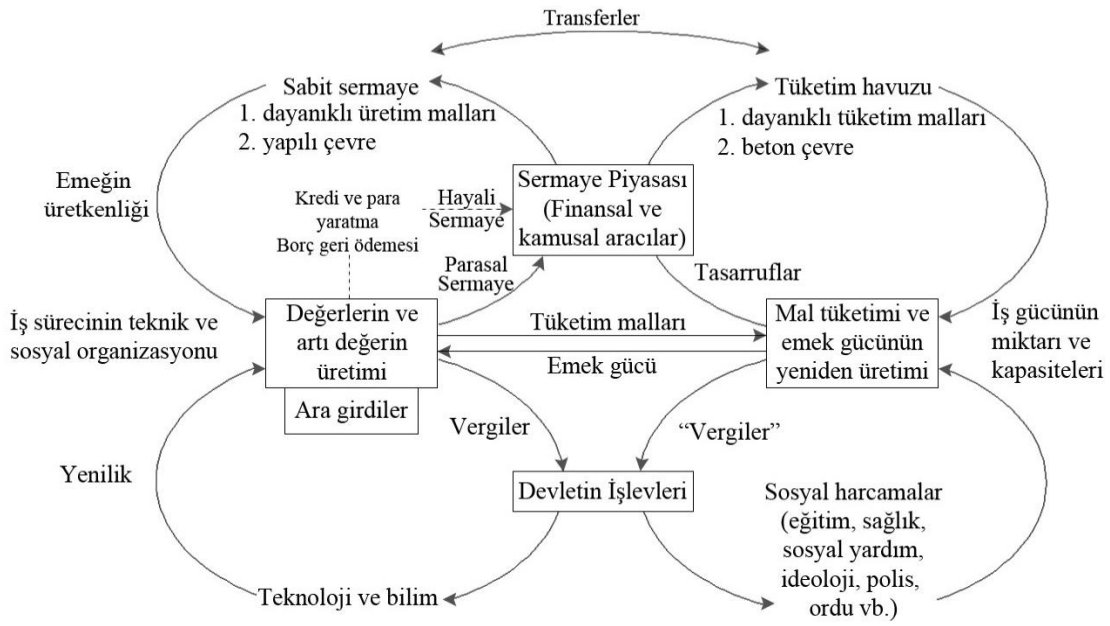 Transferler
Sabit sermaye
1. dayanıklı üretim malları
2. yapılı çevre
Tüketim havuzu
1. dayanıklı tüketim malları
2. beton çevre
Emeğin
üretkenliği
Kredi ve para
yaratma
Borç geri ödemesi
Hayali
Sermaye
Sermaye Piyasası
(Finansal ve
kamusal aracılar)
Parasal
Sermaye
Tasarruflar
İş sürecinin teknik ve
sosyal organizasyonu
Değerlerin ve
artı değerin
üretimi
Ara girdiler
Tüketim malları
Emek gücü
Mal tüketimi ve
emek gücünün
yeniden üretimi
İş gücünün
miktarı ve
kapasiteleri
Vergiler
“Vergiler”
Yenilik
Devletin İşlevleri
Sosyal harcamalar
(eğitim, sağlık,
sosyal yardım,
ideoloji, polis,
ordu vb.)
Teknoloji ve bilim